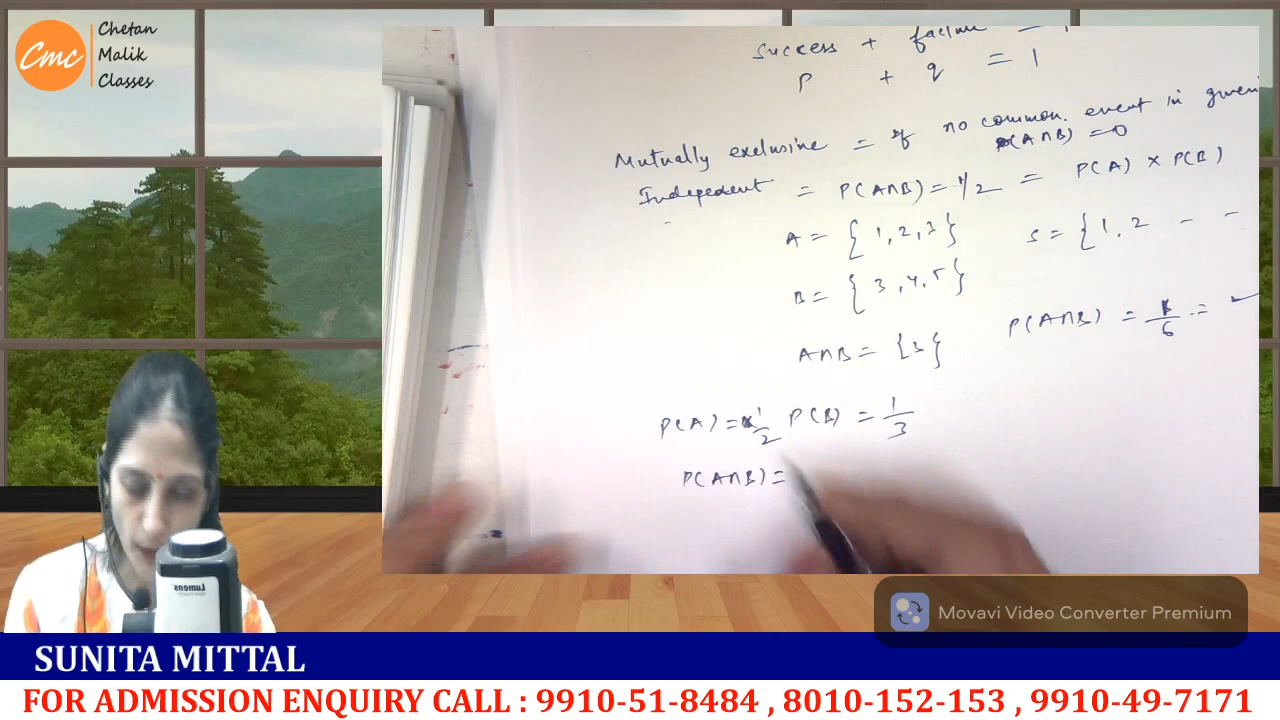 Cmc
Chetan
Malik
Classes
Success + failure =
p + q = 1
Mutually exclusive = if no common. event in given
P(A∩B) = 0
Indepedent = P(A∩B) = 1/2 = P(A) × P(B)
A = { 1, 2, 3 } S = { 1, 2 - -
B = { 3, 4, 5 }
A∩B = {3} P(A∩B) = 1/6 =
P(A) = 1/2 P(B) = 1/3
P(A∩B) =
Lumens
Movavi Video Converter Premium
SUNITA MITTAL
FOR ADMISSION ENQUIRY CALL : 9910-51-8484 , 8010-152-153 , 9910-49-7171